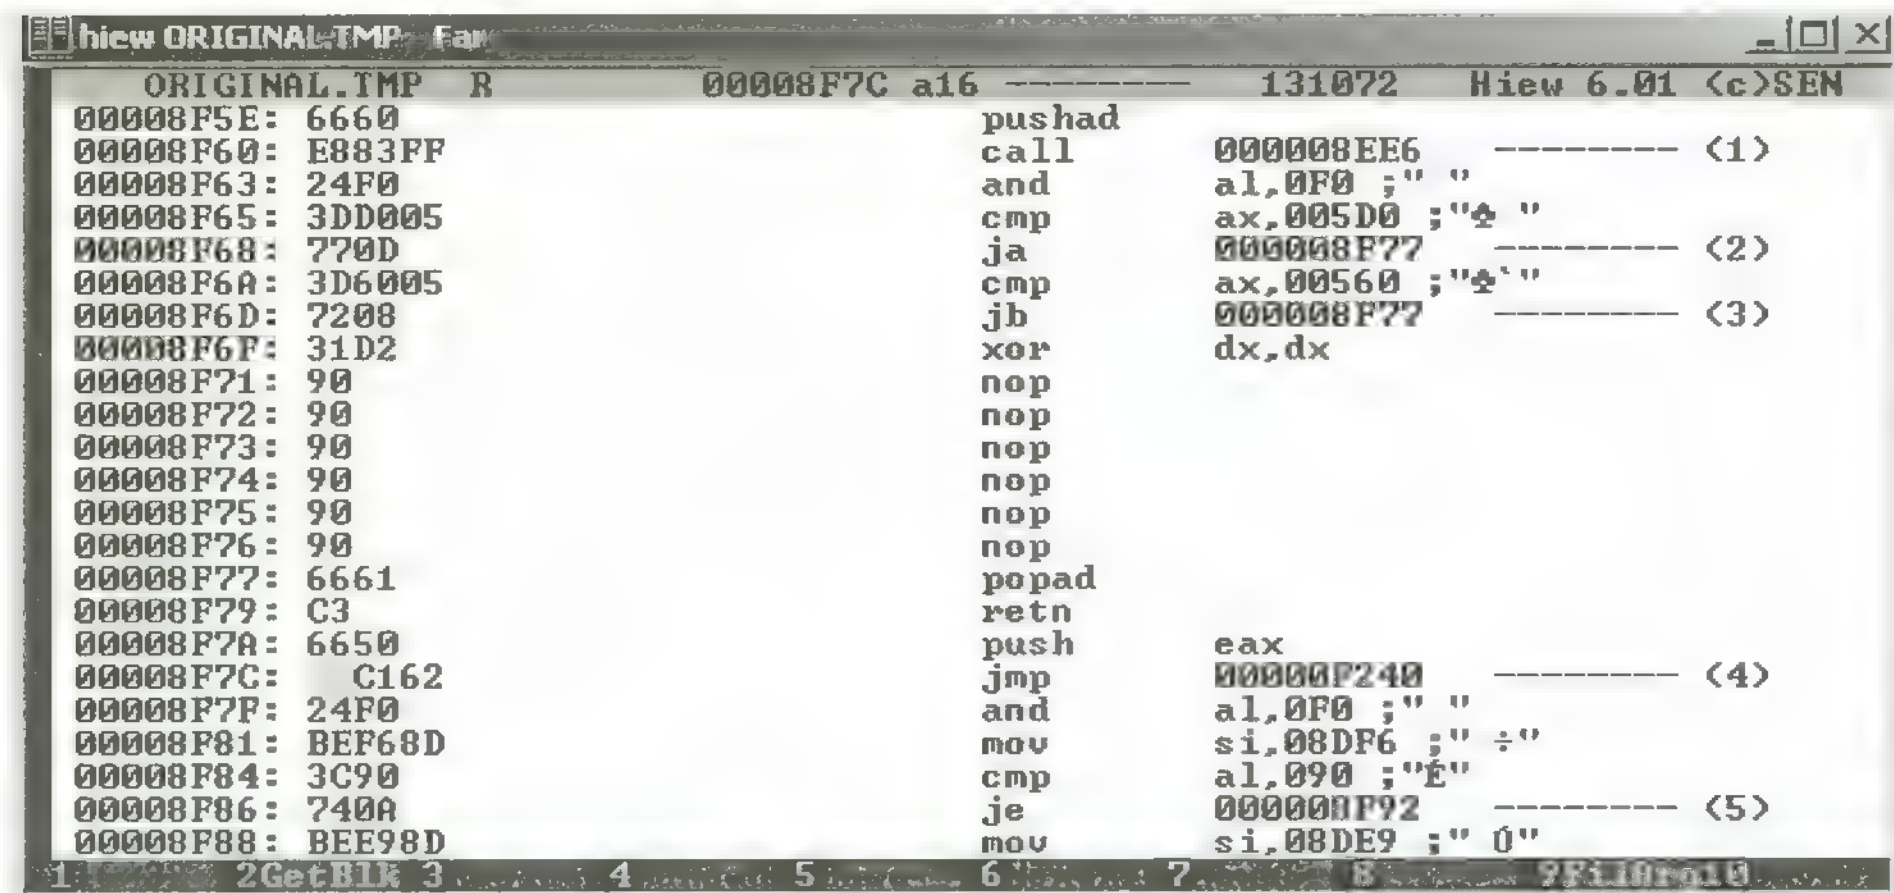 hiew ORIGINAL.TMP - Far
ORIGINAL.TMP R 00008F7C a16 -------- 131072 Hiew 6.01 (c)SEN
00008F5E: 6660 pushad
00008F60: E883FF call 000008EE6 -------- (1)
00008F63: 24F0 and al,0F0 ;" "
00008F65: 3DD005 cmp ax,005D0 ;"♣ "
00008F68: 770D ja 000008F77 -------- (2)
00008F6A: 3D6005 cmp ax,00560 ;"♣`"
00008F6D: 7208 jb 000008F77 -------- (3)
00008F6F: 31D2 xor dx,dx
00008F71: 90 nop
00008F72: 90 nop
00008F73: 90 nop
00008F74: 90 nop
00008F75: 90 nop
00008F76: 90 nop
00008F77: 6661 popad
00008F79: C3 retn
00008F7A: 6650 push eax
00008F7C: C162 jmp 00000F240 -------- (4)
00008F7F: 24F0 and al,0F0 ;" "
00008F81: BEF68D mov si,08DF6 ;" ÷"
00008F84: 3C90 cmp al,090 ;"É"
00008F86: 740A je 000008F92 -------- (5)
00008F88: BEE98D mov si,08DE9 ;" Ú"
1 2GetBlk 3 4 5 6 7 8 9FilArg10